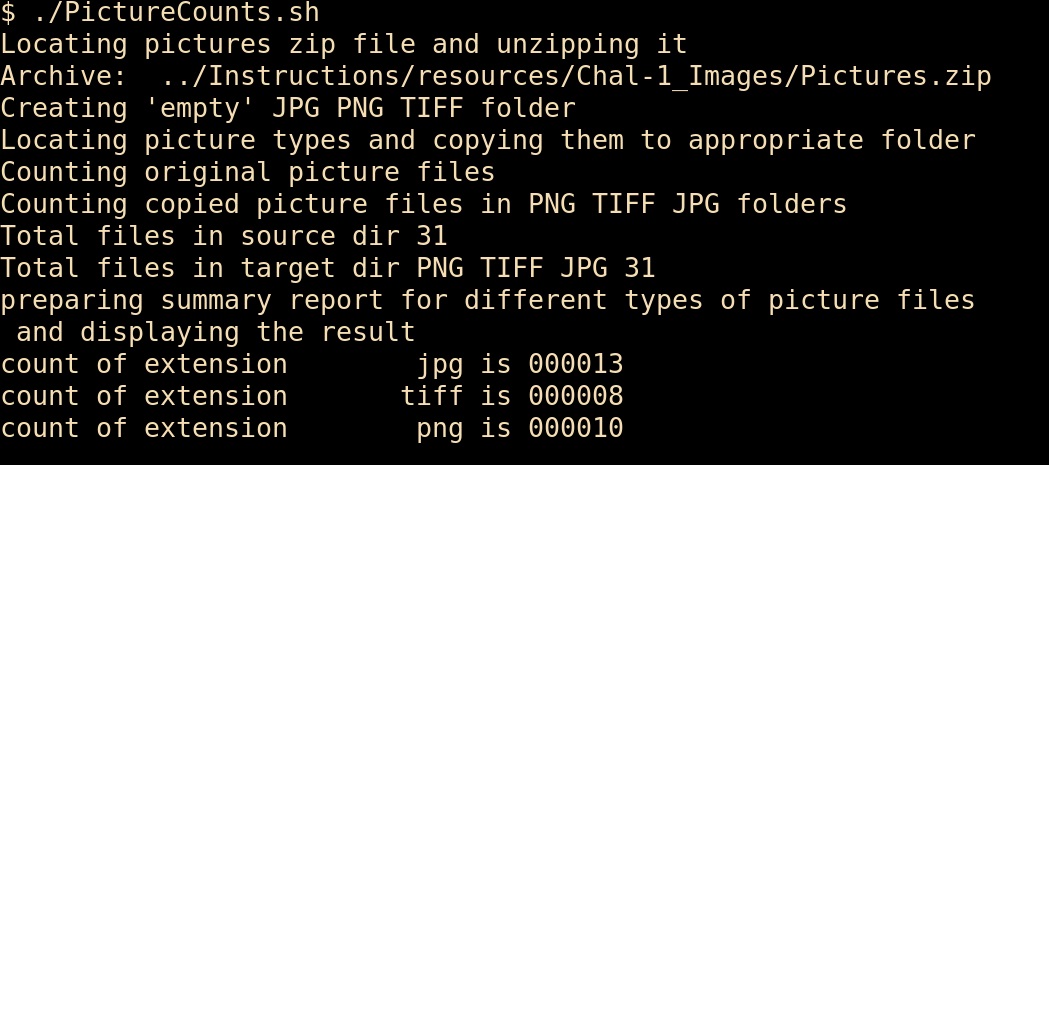 $ ./PictureCounts.sh
Locating pictures zip file and unzipping it
Archive:  ../Instructions/resources/Chal-1_Images/Pictures.zip
Creating 'empty' JPG PNG TIFF folder
Locating picture types and copying them to appropriate folder
Counting original picture files
Counting copied picture files in PNG TIFF JPG folders
Total files in source dir 31
Total files in target dir PNG TIFF JPG 31
preparing summary report for different types of picture files
 and displaying the result
count of extension        jpg is 000013
count of extension       tiff is 000008
count of extension        png is 000010